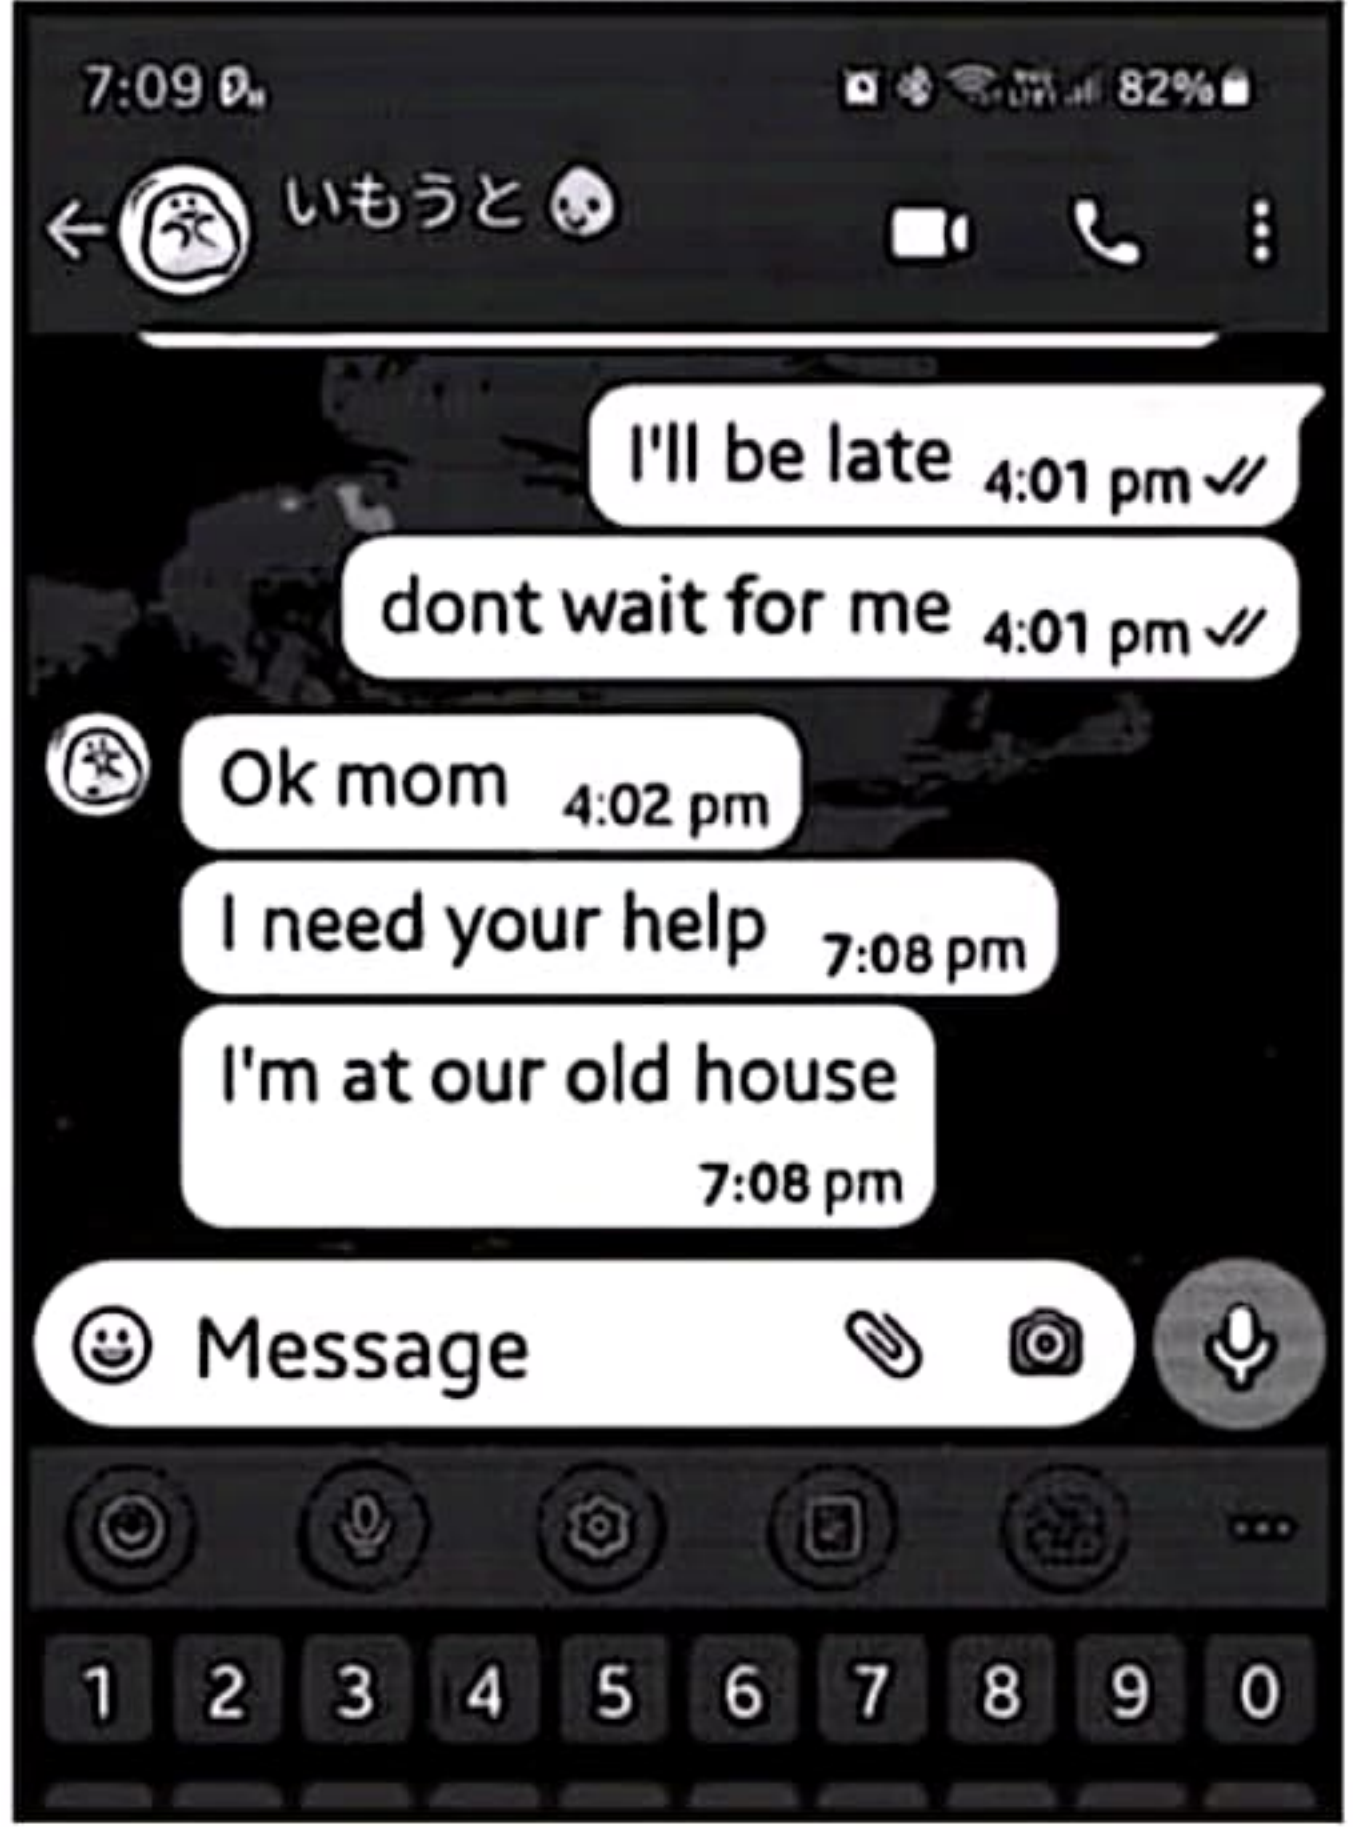 7:09
82%
いもうと
I'll be late 4:01 pm
dont wait for me 4:01 pm
Ok mom 4:02 pm
I need your help 7:08 pm
I'm at our old house
7:08 pm
Message
1 2 3 4 5 6 7 8 9 0